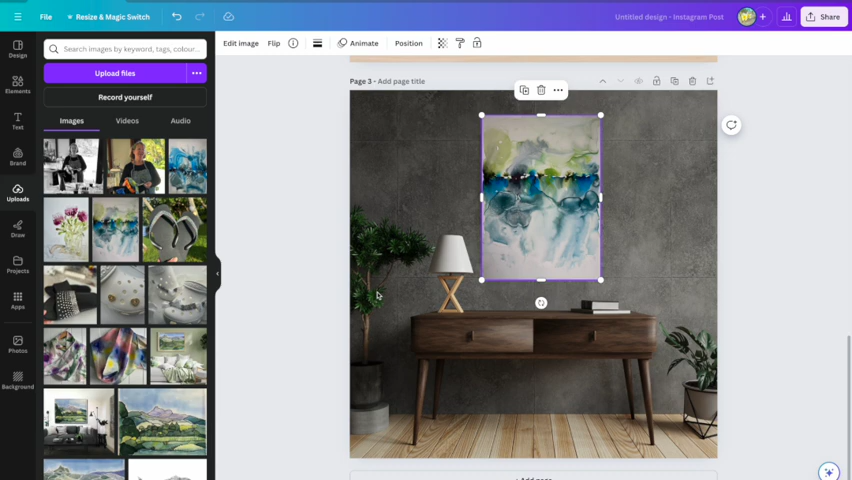 File
Resize & Magic Switch
Untitled design - Instagram Post
Share
Search images by keyword, tags, colour...
Edit image
Flip
Animate
Position
Design
Upload files
Record yourself
Page 3 - Add page title
Elements
Images
Videos
Audio
Text
Brand
Uploads
Draw
Projects
Apps
Photos
Background
+ Add page